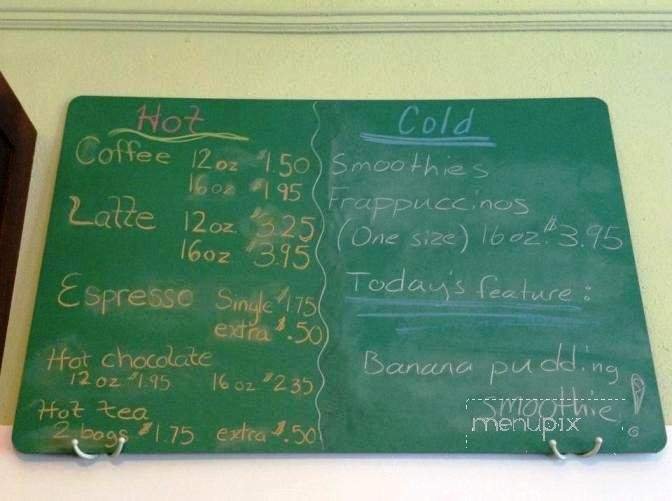 Hot
Coffee 12oz $1.50
16oz $1.95
Latte 12oz $3.25
16oz $3.95
Espresso Single $1.75
extra $.50
Hot chocolate
12oz $1.95 16oz $2.35
Hot tea
2 bags $1.75 extra $.50
Cold
Smoothies
Frappuccinos
(One size) 16oz. $3.95
Today's feature:
Banana pudding
Smoothie!
menupix